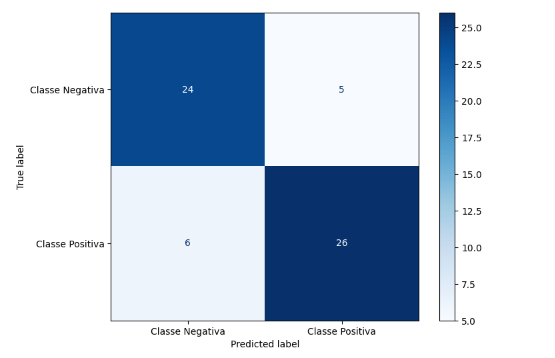 Classe Negativa
24
5
True label
Classe Positiva
6
26
Classe Negativa
Classe Positiva
Predicted label
25.0
22.5
20.0
17.5
15.0
12.5
10.0
7.5
5.0